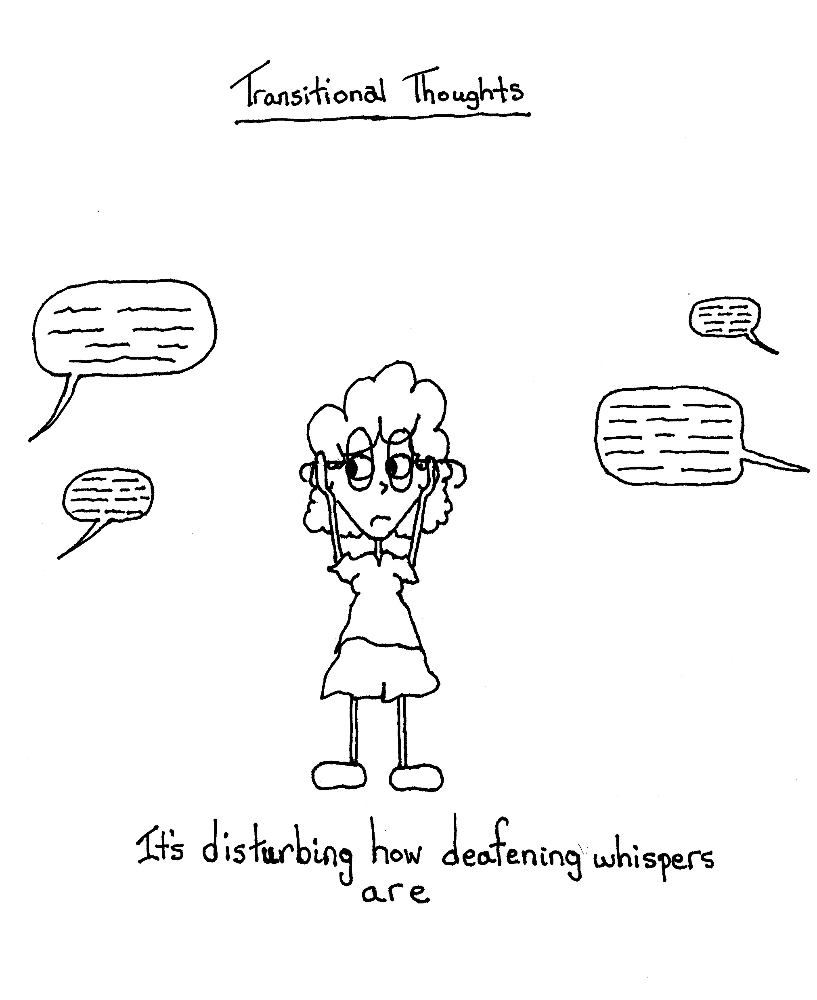 Transitional Thoughts
It's disturbing how deafening whispers
are